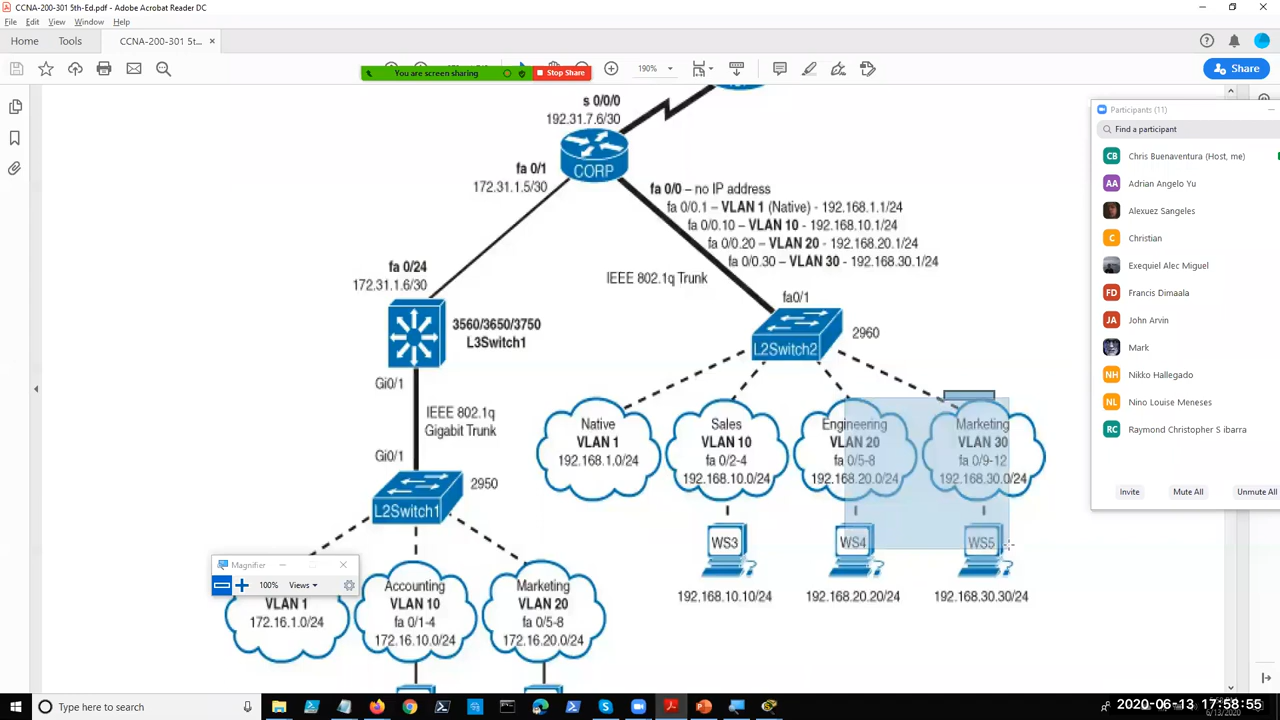 CCNA-200-301 5th-Ed.pdf - Adobe Acrobat Reader DC
File Edit View Window Help
Home Tools CCNA-200-301 5t... ×
You are screen sharing
Stop Share
190%
Share
s 0/0/0
192.31.7.6/30
CORP
fa 0/1
172.31.1.5/30
fa 0/0 – no IP address
fa 0/0.1 – VLAN 1 (Native) - 192.168.1.1/24
fa 0/0.10 – VLAN 10 - 192.168.10.1/24
fa 0/0.20 – VLAN 20 - 192.168.20.1/24
fa 0/0.30 – VLAN 30 - 192.168.30.1/24
IEEE 802.1q Trunk
fa 0/24
172.31.1.6/30
fa0/1
3560/3650/3750
L3Switch1
L2Switch2
2960
Gi0/1
IEEE 802.1q
Gigabit Trunk
Gi0/1
2950
L2Switch1
Native
VLAN 1
192.168.1.0/24
Sales
VLAN 10
fa 0/2-4
192.168.10.0/24
Engineering
VLAN 20
fa 0/5-8
192.168.20.0/24
Marketing
VLAN 30
fa 0/9-12
192.168.30.0/24
WS3
WS4
WS5
192.168.10.10/24
192.168.20.20/24
192.168.30.30/24
Magnifier
100% Views
VLAN 1
172.16.1.0/24
Accounting
VLAN 10
fa 0/1-4
172.16.10.0/24
Marketing
VLAN 20
fa 0/5-8
172.16.20.0/24
Participants (11)
Find a participant
CB Chris Buenaventura (Host, me)
AA Adrian Angelo Yu
Alexuez Sangeles
C Christian
Exequiel Alec Miguel
FD Francis Dimaala
JA John Arvin
Mark
NH Nikko Hallegado
NL Nino Louise Meneses
RC Raymond Christopher S ibarra
Invite Mute All Unmute All
Type here to search
2020-06-13 17:58:55